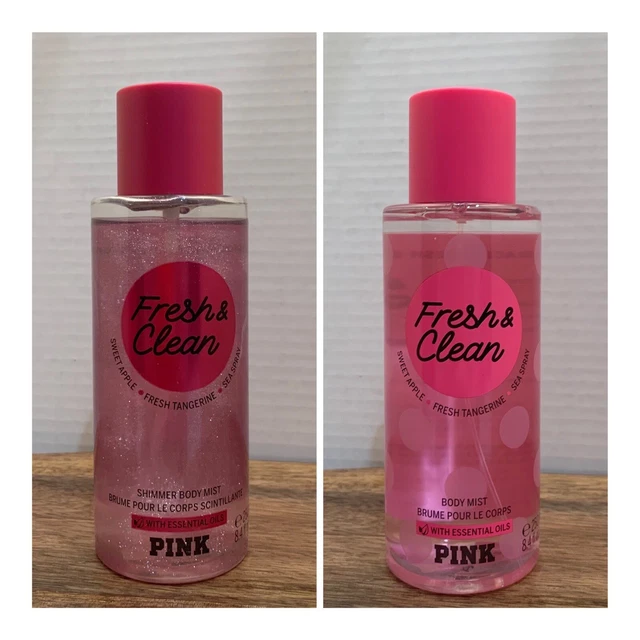 Fresh &
Clean
SWEET APPLE • FRESH TANGERINE • SEA SPRAY
SHIMMER BODY MIST
BRUME POUR LE CORPS SCINTILLANTE
WITH ESSENTIAL OILS
PINK
Fresh &
Clean
SWEET APPLE • FRESH TANGERINE • SEA SPRAY
BODY MIST
BRUME POUR LE CORPS
WITH ESSENTIAL OILS
PINK